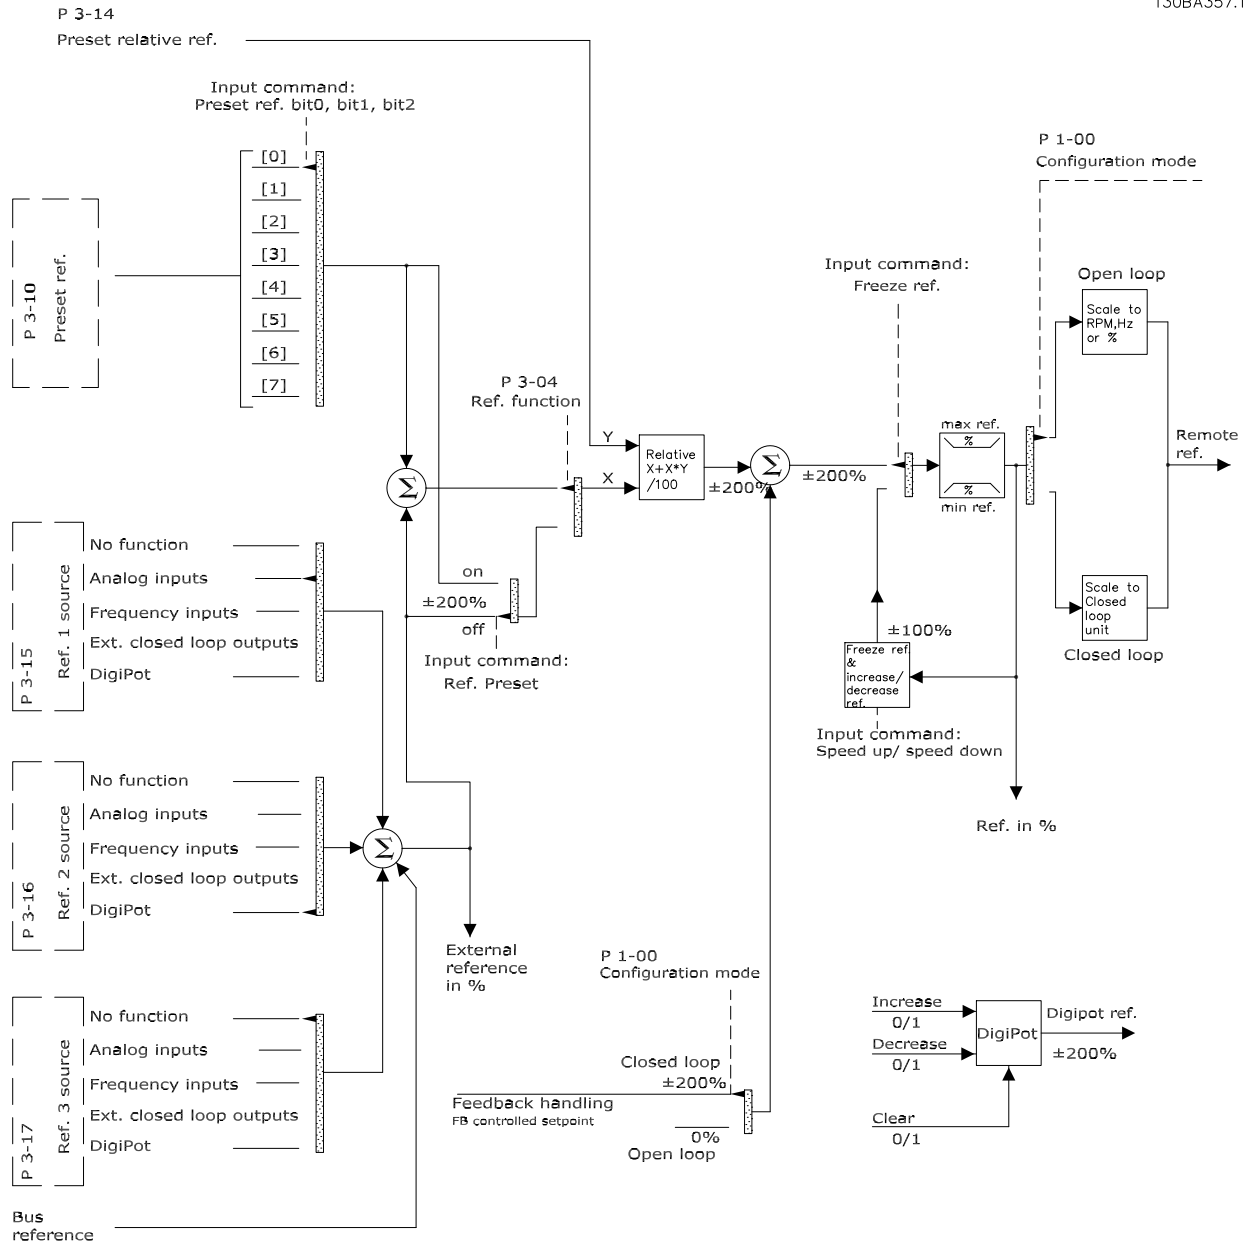 P 3-14
130BA357.1
Preset relative ref.
Input command:
Preset ref. bit0, bit1, bit2
[0]
[1]
[2]
[3]
[4]
[5]
[6]
[7]
P 3-10
Preset ref.
P 1-00
Configuration mode
Input command:
Freeze ref.
Open loop
Scale to
RPM,Hz
or %
P 3-04
Ref. function
Y
X
Relative
X+X*Y
/100
Σ
Σ
±200%
±200%
max ref.
%
%
min ref.
Remote
ref.
P 3-15
Ref. 1 source
No function
Analog inputs
Frequency inputs
Ext. closed loop outputs
DigiPot
on
±200%
off
Input command:
Ref. Preset
±100%
Freeze ref.
&
increase/
decrease
ref.
Input command:
Speed up/ speed down
Scale to
Closed
loop
unit
Closed loop
Ref. in %
P 3-16
Ref. 2 source
No function
Analog inputs
Frequency inputs
Ext. closed loop outputs
DigiPot
Σ
External
reference
in %
P 1-00
Configuration mode
Closed loop
±200%
Feedback handling
FB controlled setpoint
0%
Open loop
Increase
0/1
Decrease
0/1
DigiPot
Digipot ref.
±200%
Clear
0/1
P 3-17
Ref. 3 source
No function
Analog inputs
Frequency inputs
Ext. closed loop outputs
DigiPot
Bus
reference